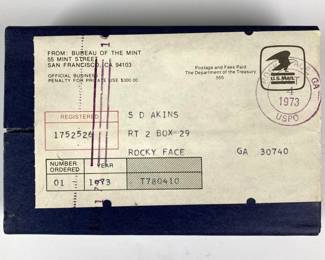 FROM: BUREAU OF THE MINT
55 MINT STREET
SAN FRANCISCO, CA 94103
OFFICIAL BUSINESS
PENALTY FOR PRIVATE USE $300.00
Postage and Fees Paid
The Department of the Treasury
555
U.S. MAIL
GA
4
1973
USPO
REGISTERED
1752526
S D AKINS
RT 2 BOX 29
ROCKY FACE GA 30740
NUMBER ORDERED
YEAR
01 1973 T780410